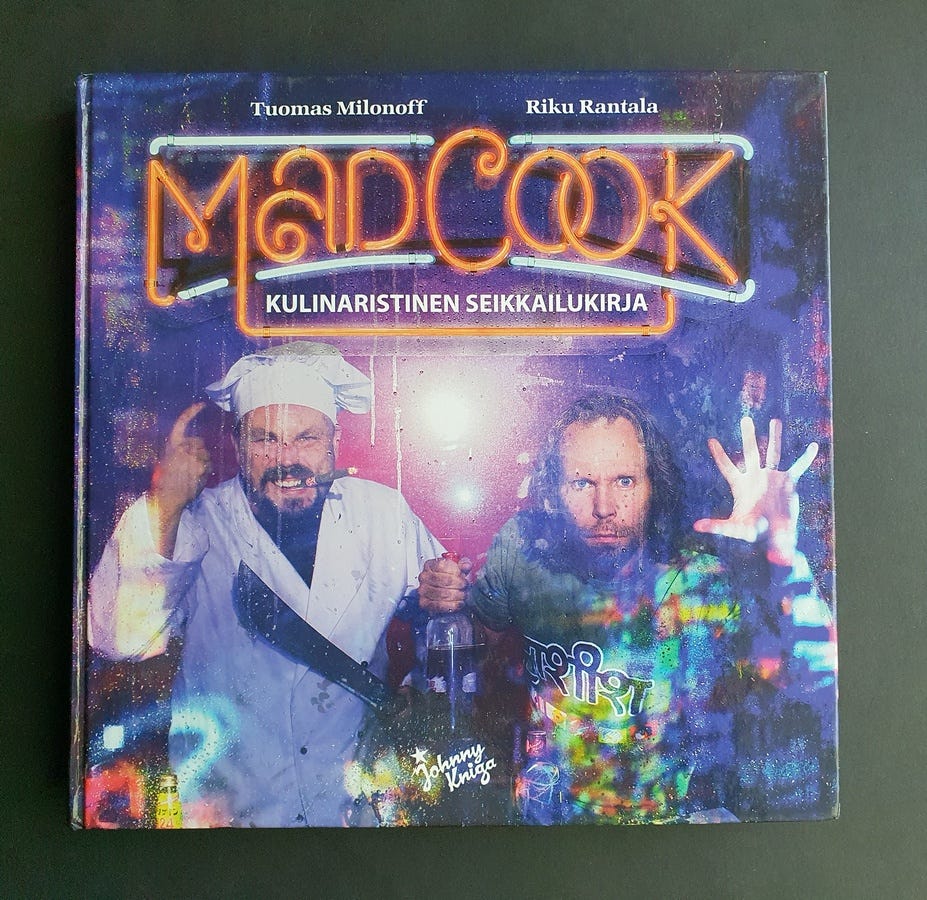 Tuomas Milonoff Riku Rantala
MADCOOK
KULINARISTINEN SEIKKAILUKIRJA
Johnny
Kniga